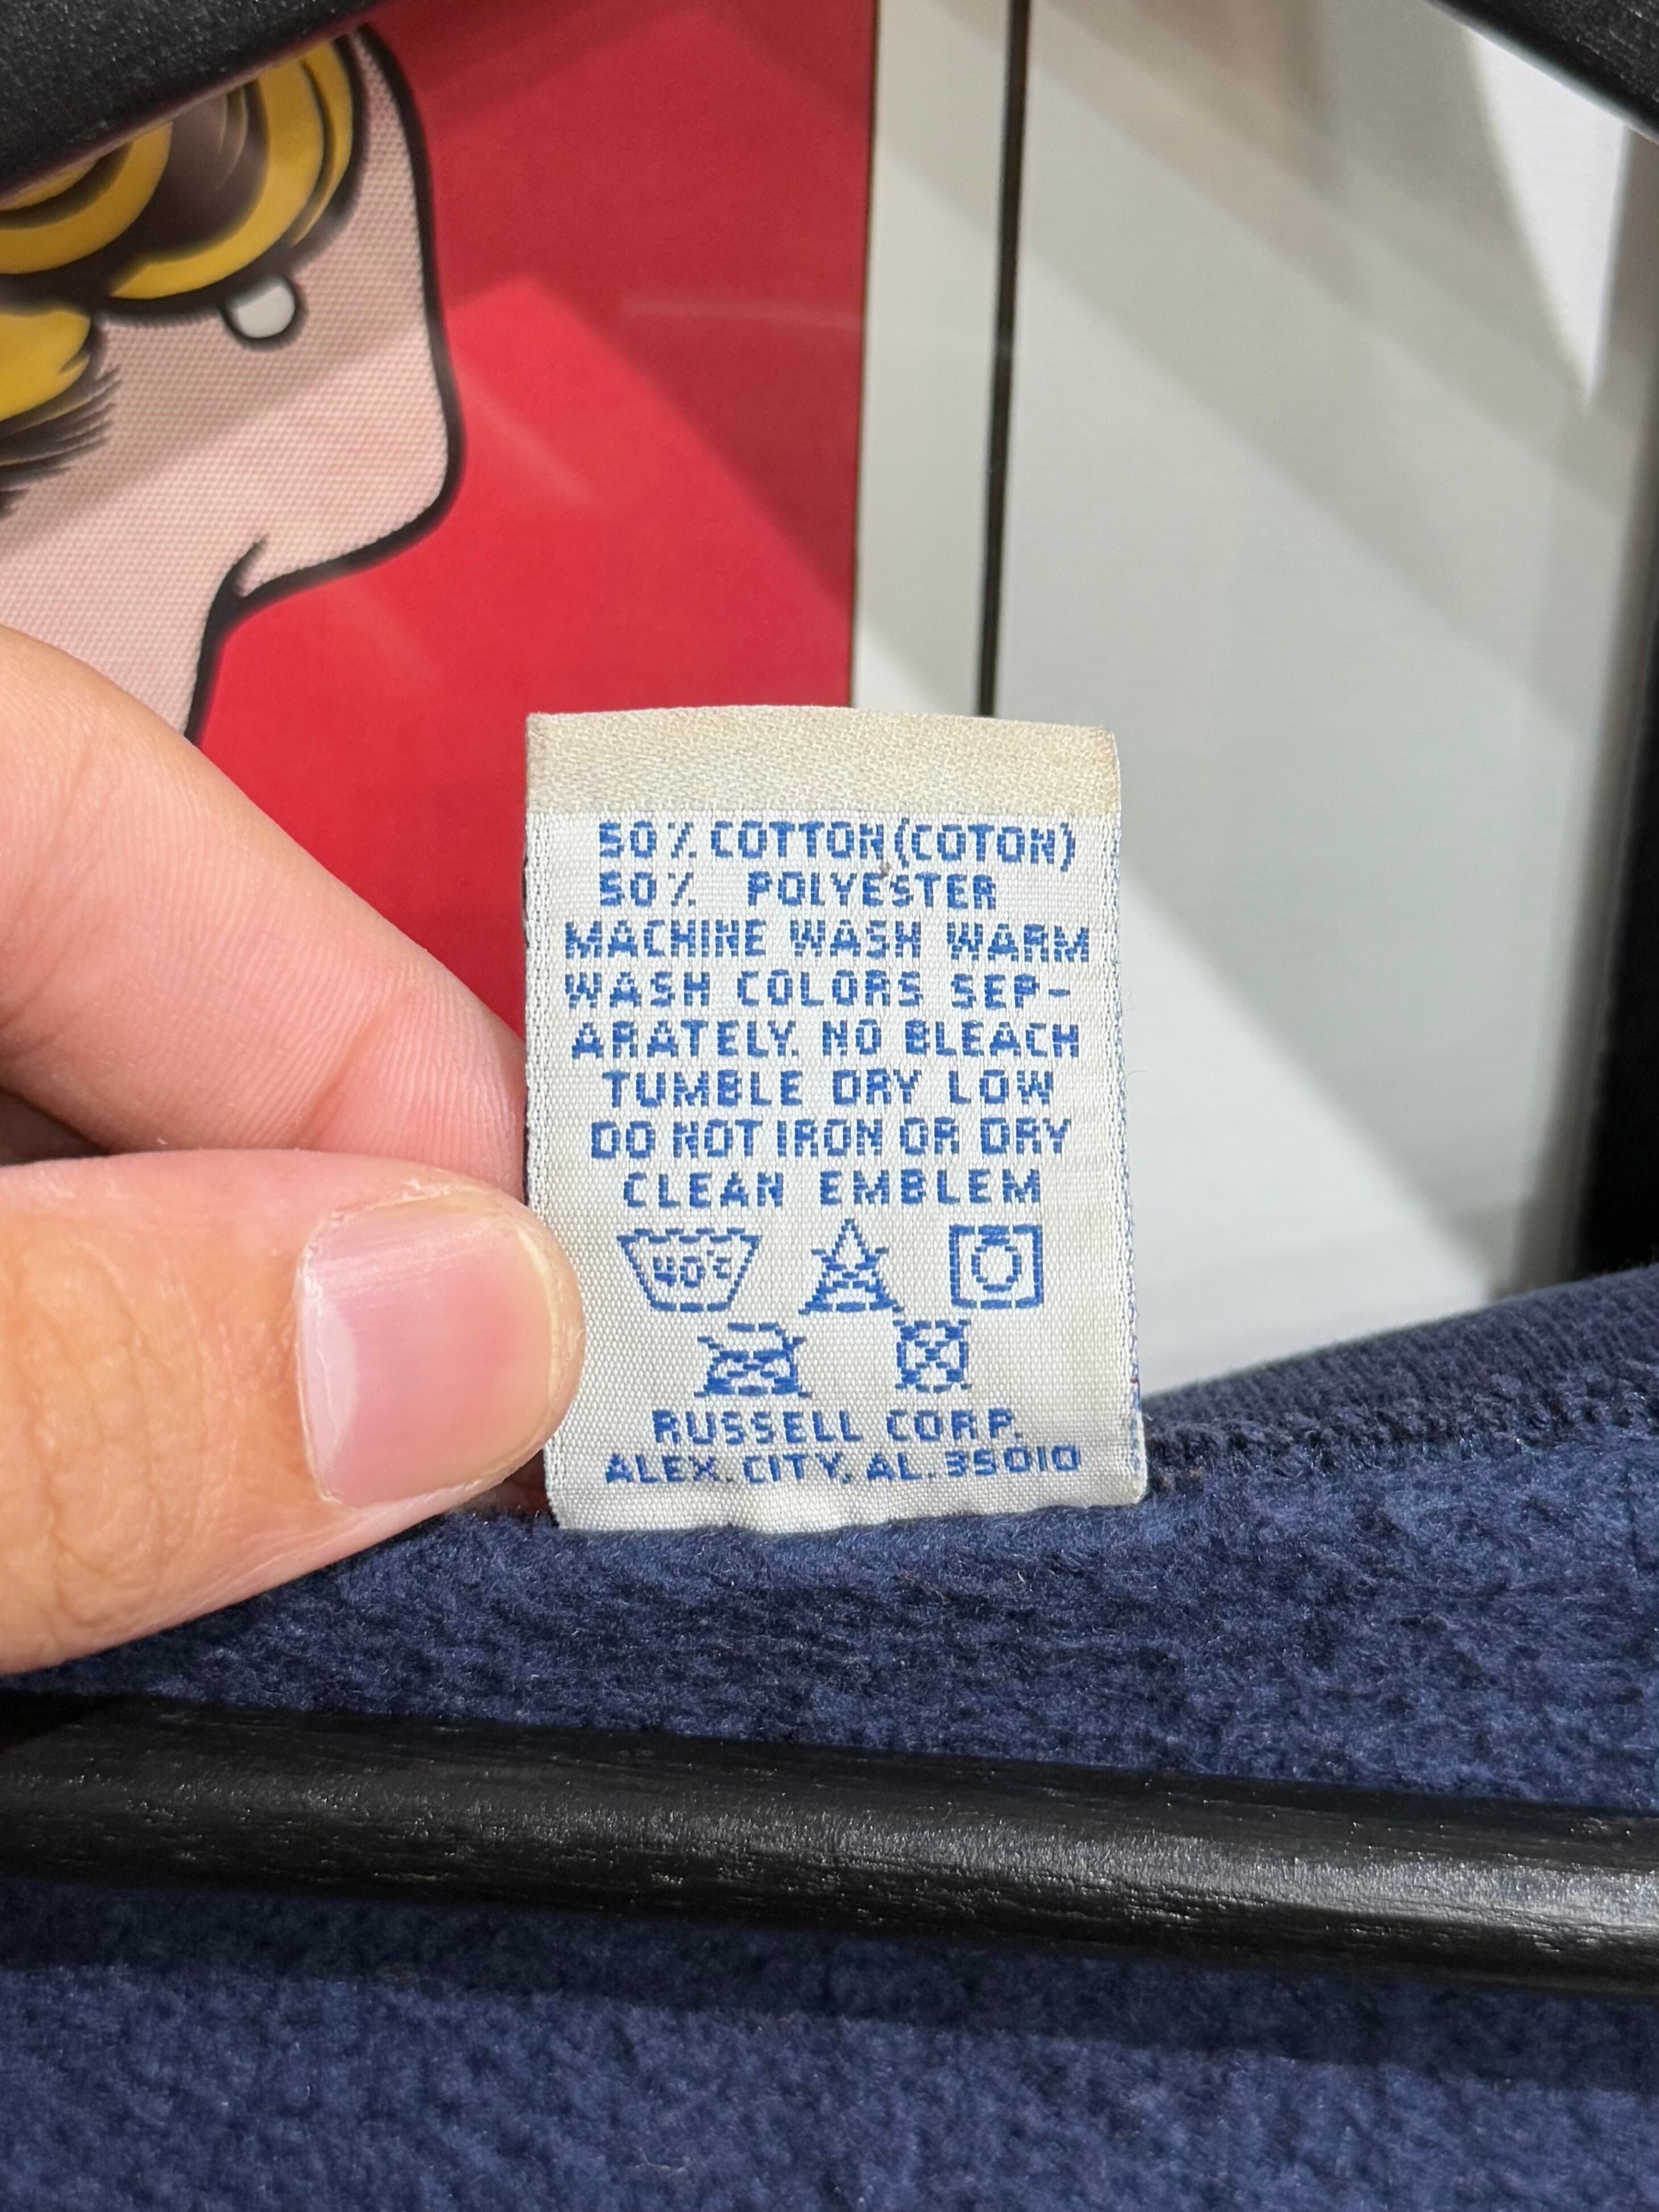 50% COTTON(COTON)
50% POLYESTER
MACHINE WASH WARM
WASH COLORS SEP-
ARATELY. NO BLEACH
TUMBLE DRY LOW
DO NOT IRON OR DRY
CLEAN EMBLEM
40°C
RUSSELL CORP.
ALEX. CITY, AL. 35010